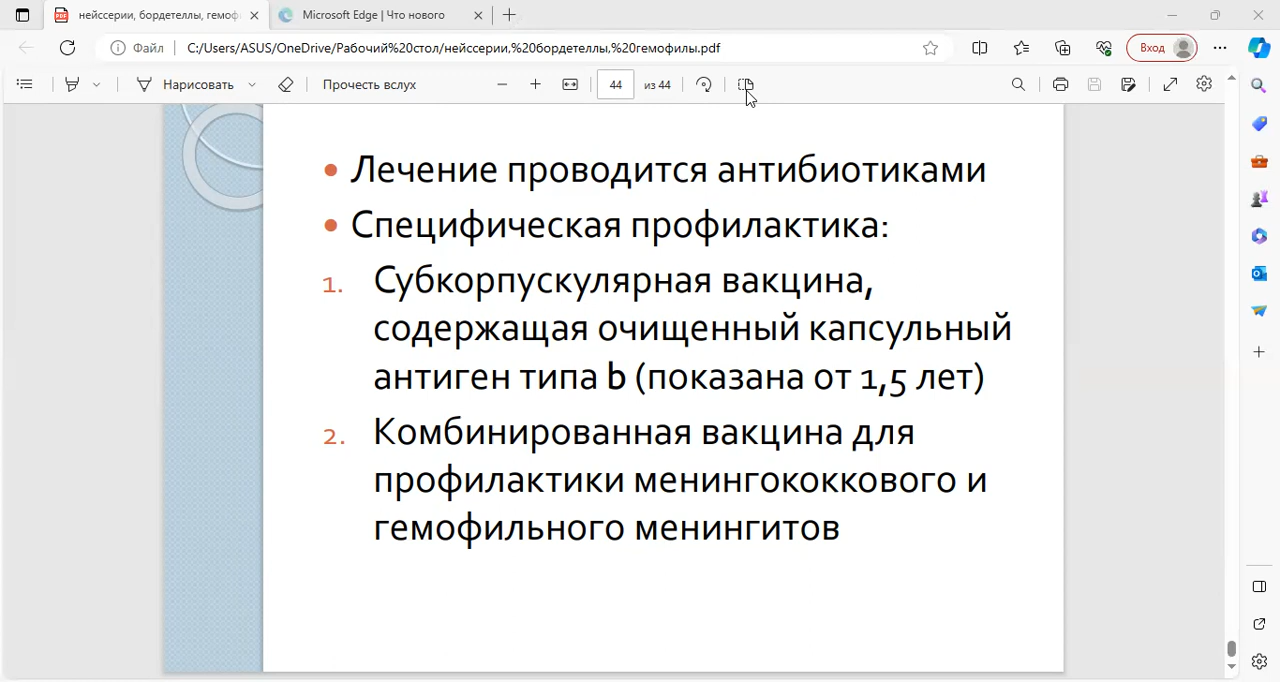 нейссерии, бордетеллы, гемофи
Microsoft Edge | Что нового
Файл
C:/Users/ASUS/OneDrive/Рабочий%20стол/нейссерии,%20бордетеллы,%20гемофилы.pdf
Вход
Нарисовать
Прочесть вслух
44
из 44
• Лечение проводится антибиотиками
• Специфическая профилактика:
1. Субкорпускулярная вакцина,
содержащая очищенный капсульный
антиген типа b (показана от 1,5 лет)
2. Комбинированная вакцина для
профилактики менингококкового и
гемофильного менингитов